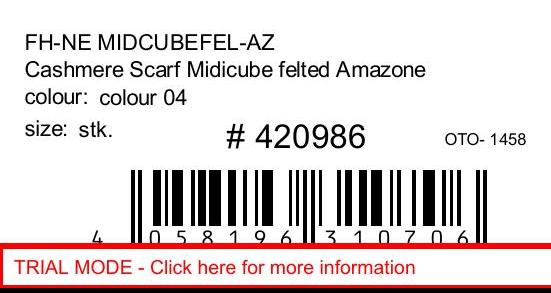 FH-NE MIDCUBEFEL-AZ
Cashmere Scarf Midicube felted Amazone
colour: colour 04
size: stk.
# 420986
OTO- 1458
4 058196 310706
TRIAL MODE - Click here for more information